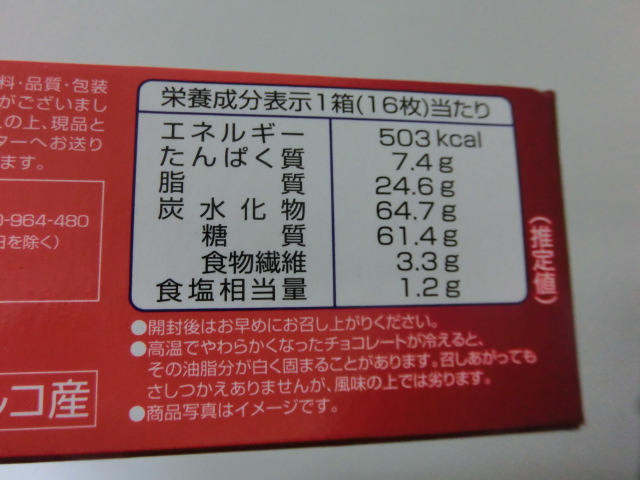 料・品質・包装
がございまし
の上、現品と
ターへお送り
ます。
-964-480
日を除く)
コ産
栄養成分表示1箱(16枚)当たり
エネルギー 503kcal
たんぱく質 7.4g
脂質 24.6g
炭水化物 64.7g
糖質 61.4g
食物繊維 3.3g
食塩相当量 1.2g
(推定値)
●開封後はお早めにお召し上がりください。
●高温でやわらかくなったチョコレートが冷えると、
その油脂分が白く固まることがあります。召しあがっても
さしつかえありませんが、風味の上では劣ります。
●商品写真はイメージです。